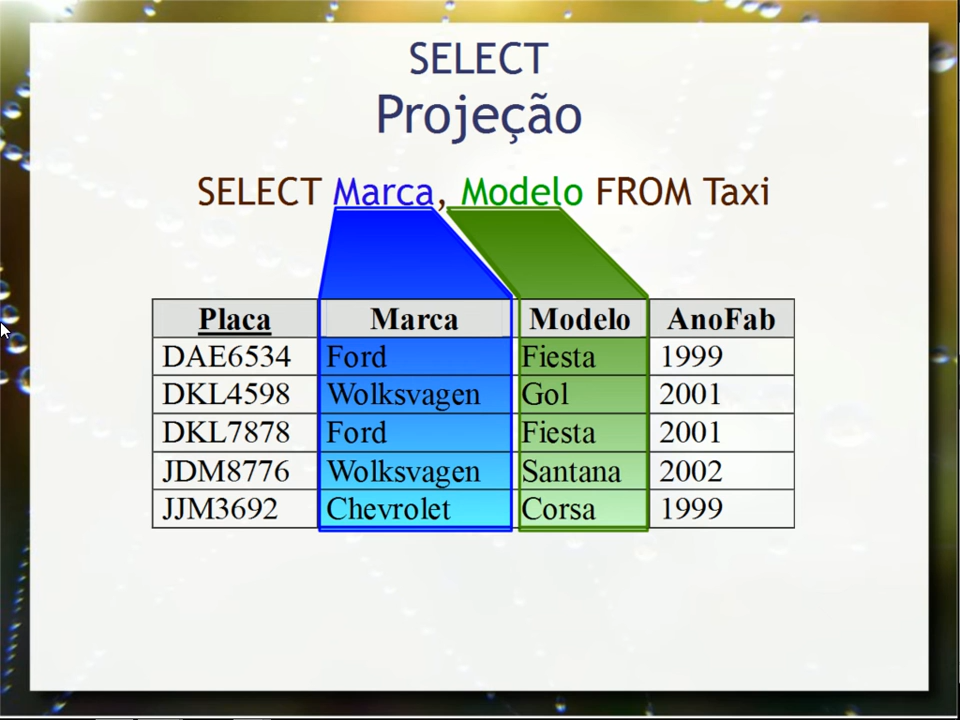 SELECT
Projeção
SELECT Marca, Modelo FROM Taxi
Placa Marca Modelo AnoFab
DAE6534 Ford Fiesta 1999
DKL4598 Wolksvagen Gol 2001
DKL7878 Ford Fiesta 2001
JDM8776 Wolksvagen Santana 2002
JJM3692 Chevrolet Corsa 1999